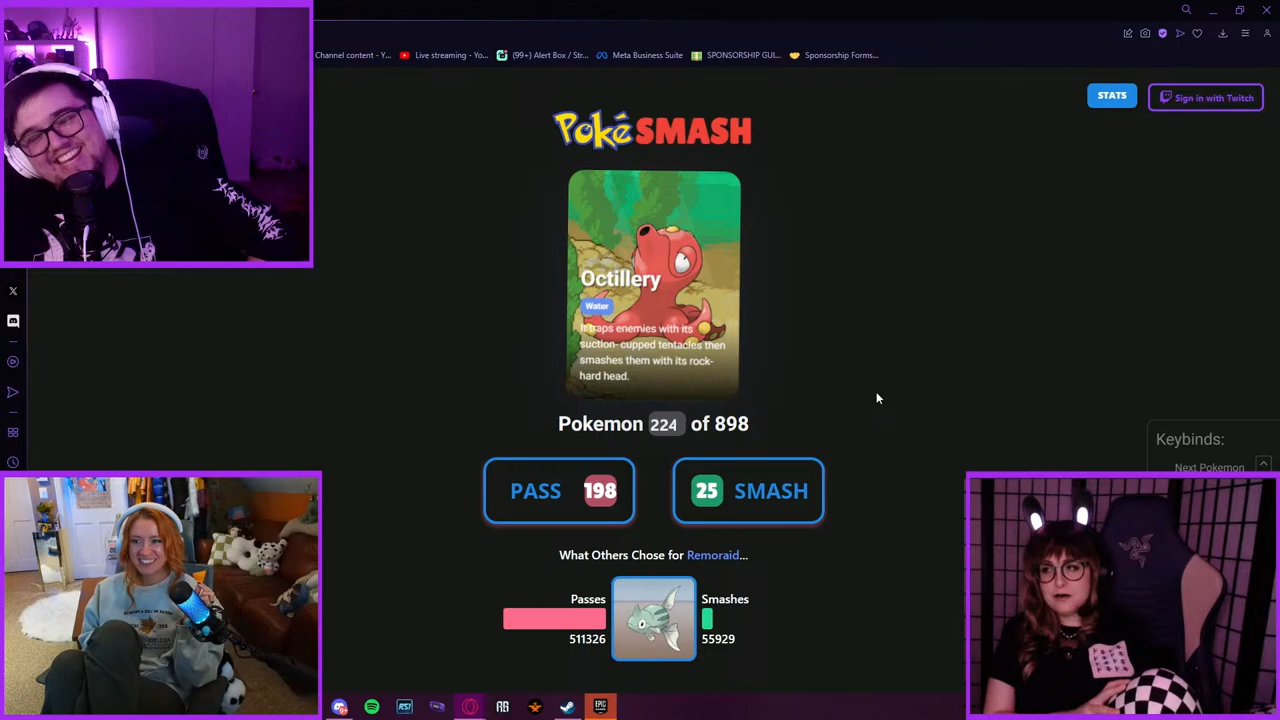 Channel content - Y...
Live streaming - Yo...
(99+) Alert Box / Str...
Meta Business Suite
SPONSORSHIP GUI...
Sponsorship Forms...
STATS
Sign in with Twitch
PokéSMASH
Octillery
Water
It traps enemies with its
suction-cupped tentacles then
smashes them with its rock-
hard head.
Pokemon 224 of 898
PASS 198
25 SMASH
Keybinds:
Next Pokemon
What Others Chose for Remoraid...
Passes
511326
Smashes
55929
RSI
EPIC
GAMES